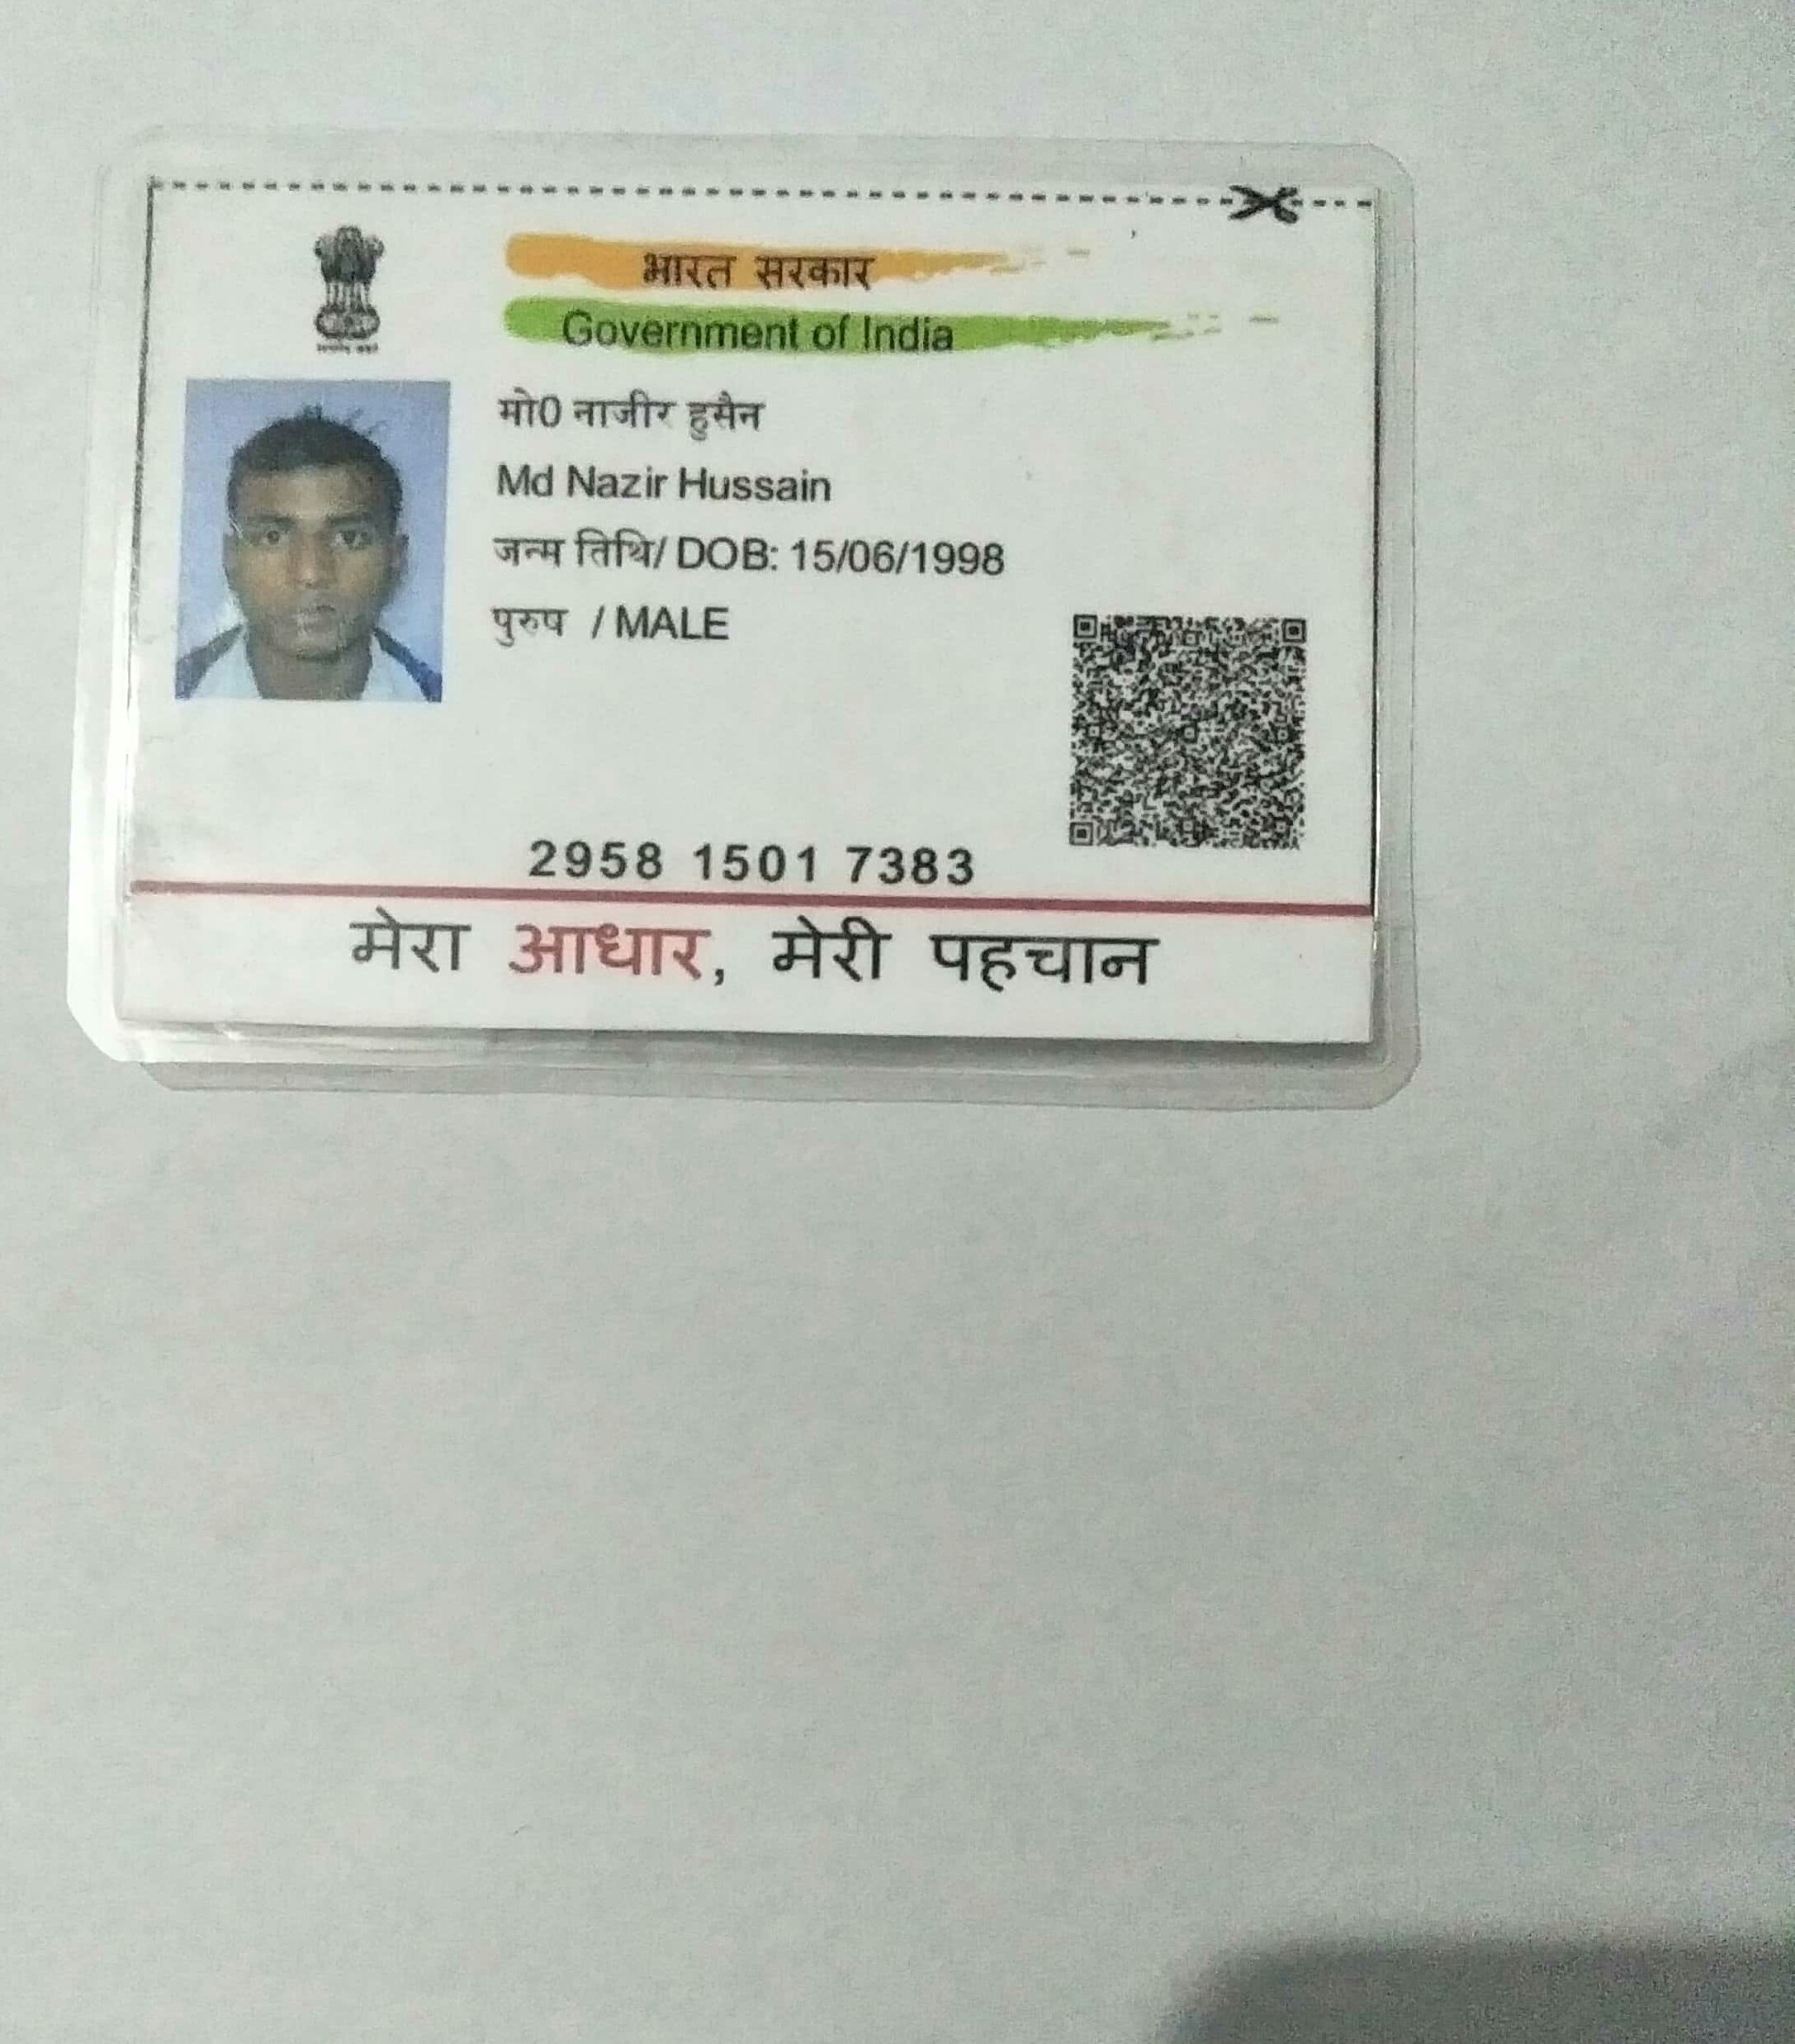 भारत सरकार
Government of India
मो0 नाजीर हुसैन
Md Nazir Hussain
जन्म तिथि/ DOB: 15/06/1998
पुरुष / MALE
2958 1501 7383
मेरा आधार, मेरी पहचान